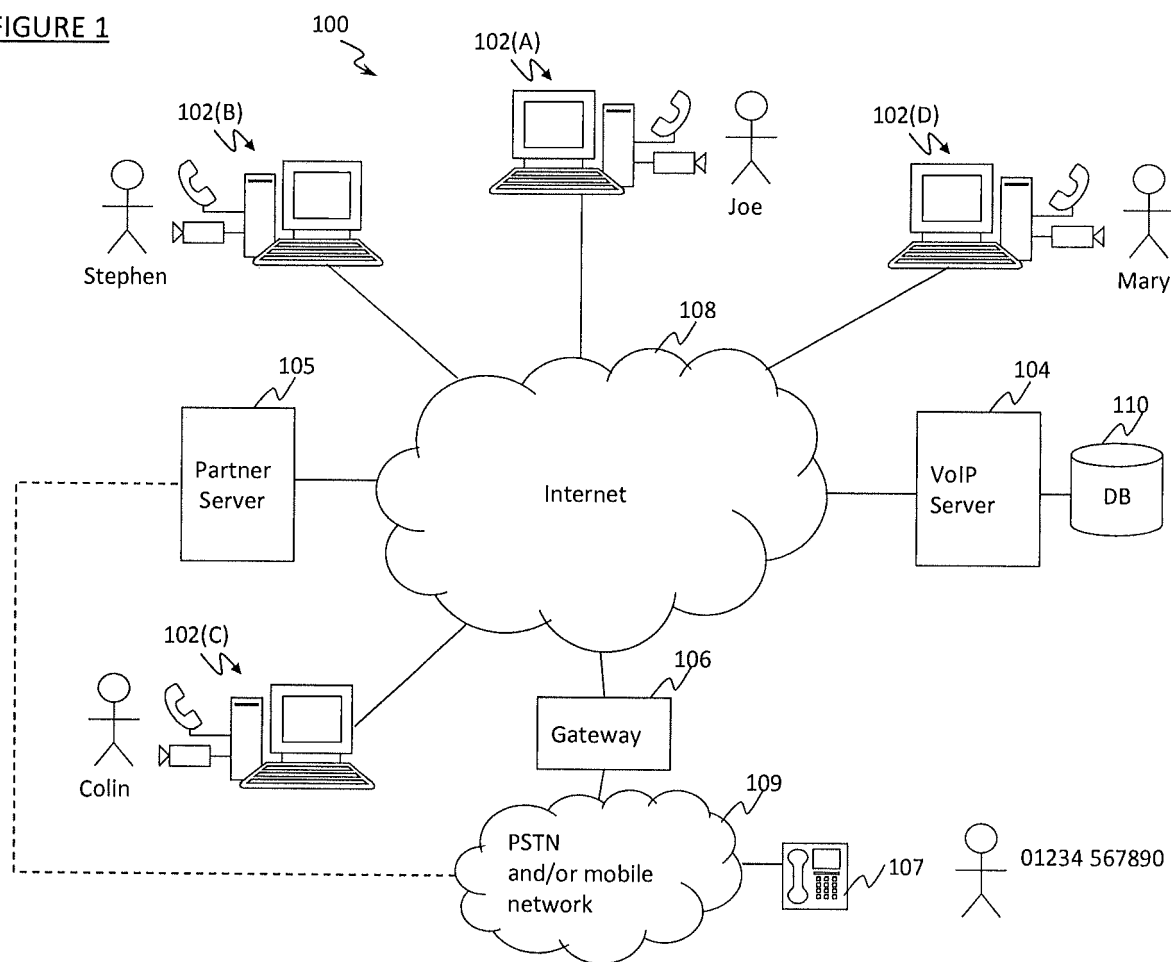 FIGURE 1
100
102(A)
102(B)
102(D)
Joe
Stephen
Mary
108
105
104
110
Partner
Server
Internet
VoIP
Server
DB
102(C)
106
Gateway
Colin
109
PSTN
and/or mobile
network
107
01234 567890